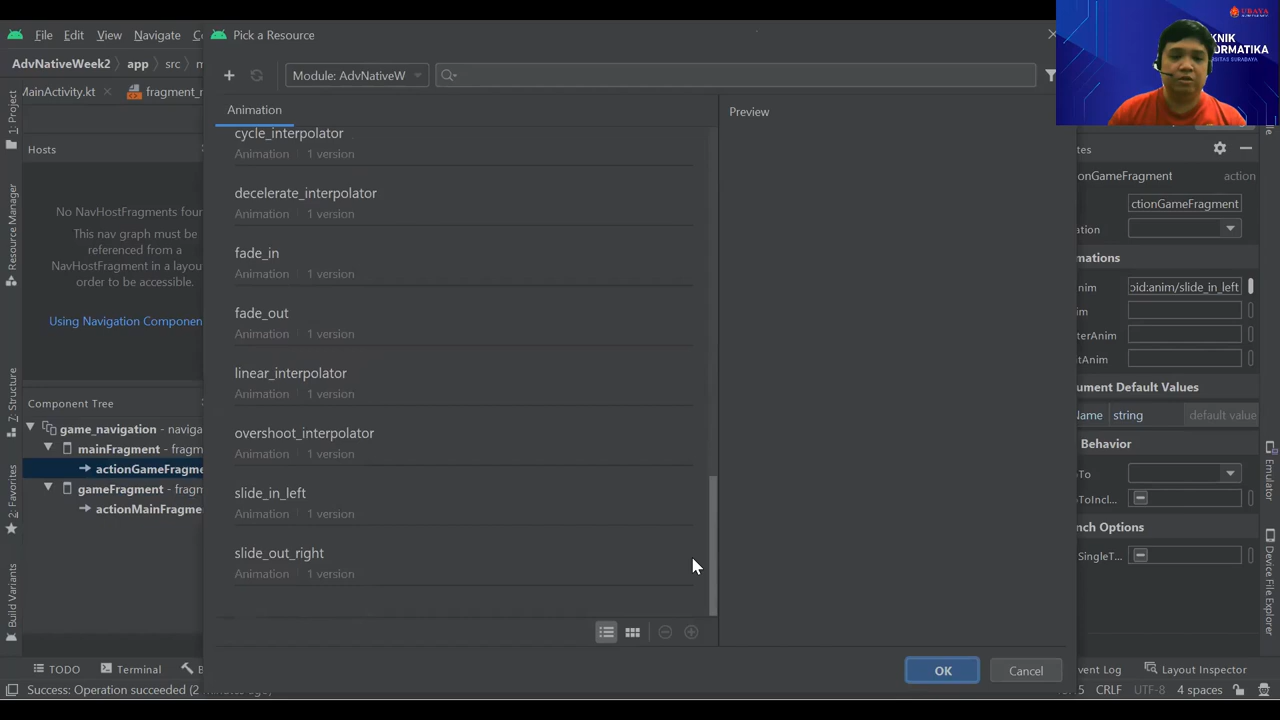 File Edit View Navigate
Pick a Resource
UBAYA
AdvNativeWeek2 app src
Module: AdvNativeW
MainActivity.kt fragment_
Animation
Preview
1: Project
Resource Manager
7: Structure
2: Favorites
Build Variants
Hosts
No NavHostFragments foun
This nav graph must be
referenced from a
NavHostFragment in a layou
order to be accessible.
Using Navigation Componen
Component Tree
game_navigation - naviga
mainFragment - fragm
actionGameFragme
gameFragment - fragm
actionMainFragme
cycle_interpolator
Animation 1 version
decelerate_interpolator
Animation 1 version
fade_in
Animation 1 version
fade_out
Animation 1 version
linear_interpolator
Animation 1 version
overshoot_interpolator
Animation 1 version
slide_in_left
Animation 1 version
slide_out_right
Animation 1 version
OK Cancel
tes
onGameFragment action
ctionGameFragment
ation
mations
nim oid:anim/slide_in_left
im
terAnim
tAnim
ument Default Values
Name string default value
Behavior
To
oToIncl...
nch Options
SingleT...
Emulator
Device File Explorer
TODO Terminal B
Event Log Layout Inspector
Success: Operation succeeded (2
CRLF UTF-8 4 spaces